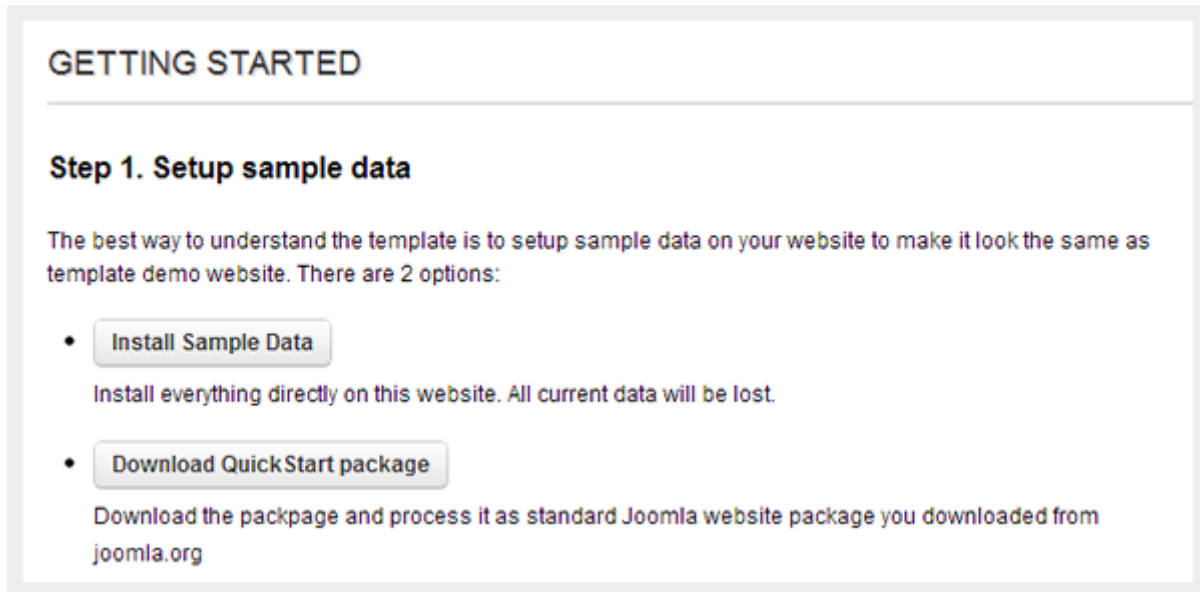 GETTING STARTED
Step 1. Setup sample data
The best way to understand the template is to setup sample data on your website to make it look the same as
template demo website. There are 2 options:
Install Sample Data
Install everything directly on this website. All current data will be lost.
Download QuickStart package
Download the packpage and process it as standard Joomla website package you downloaded from
joomla.org